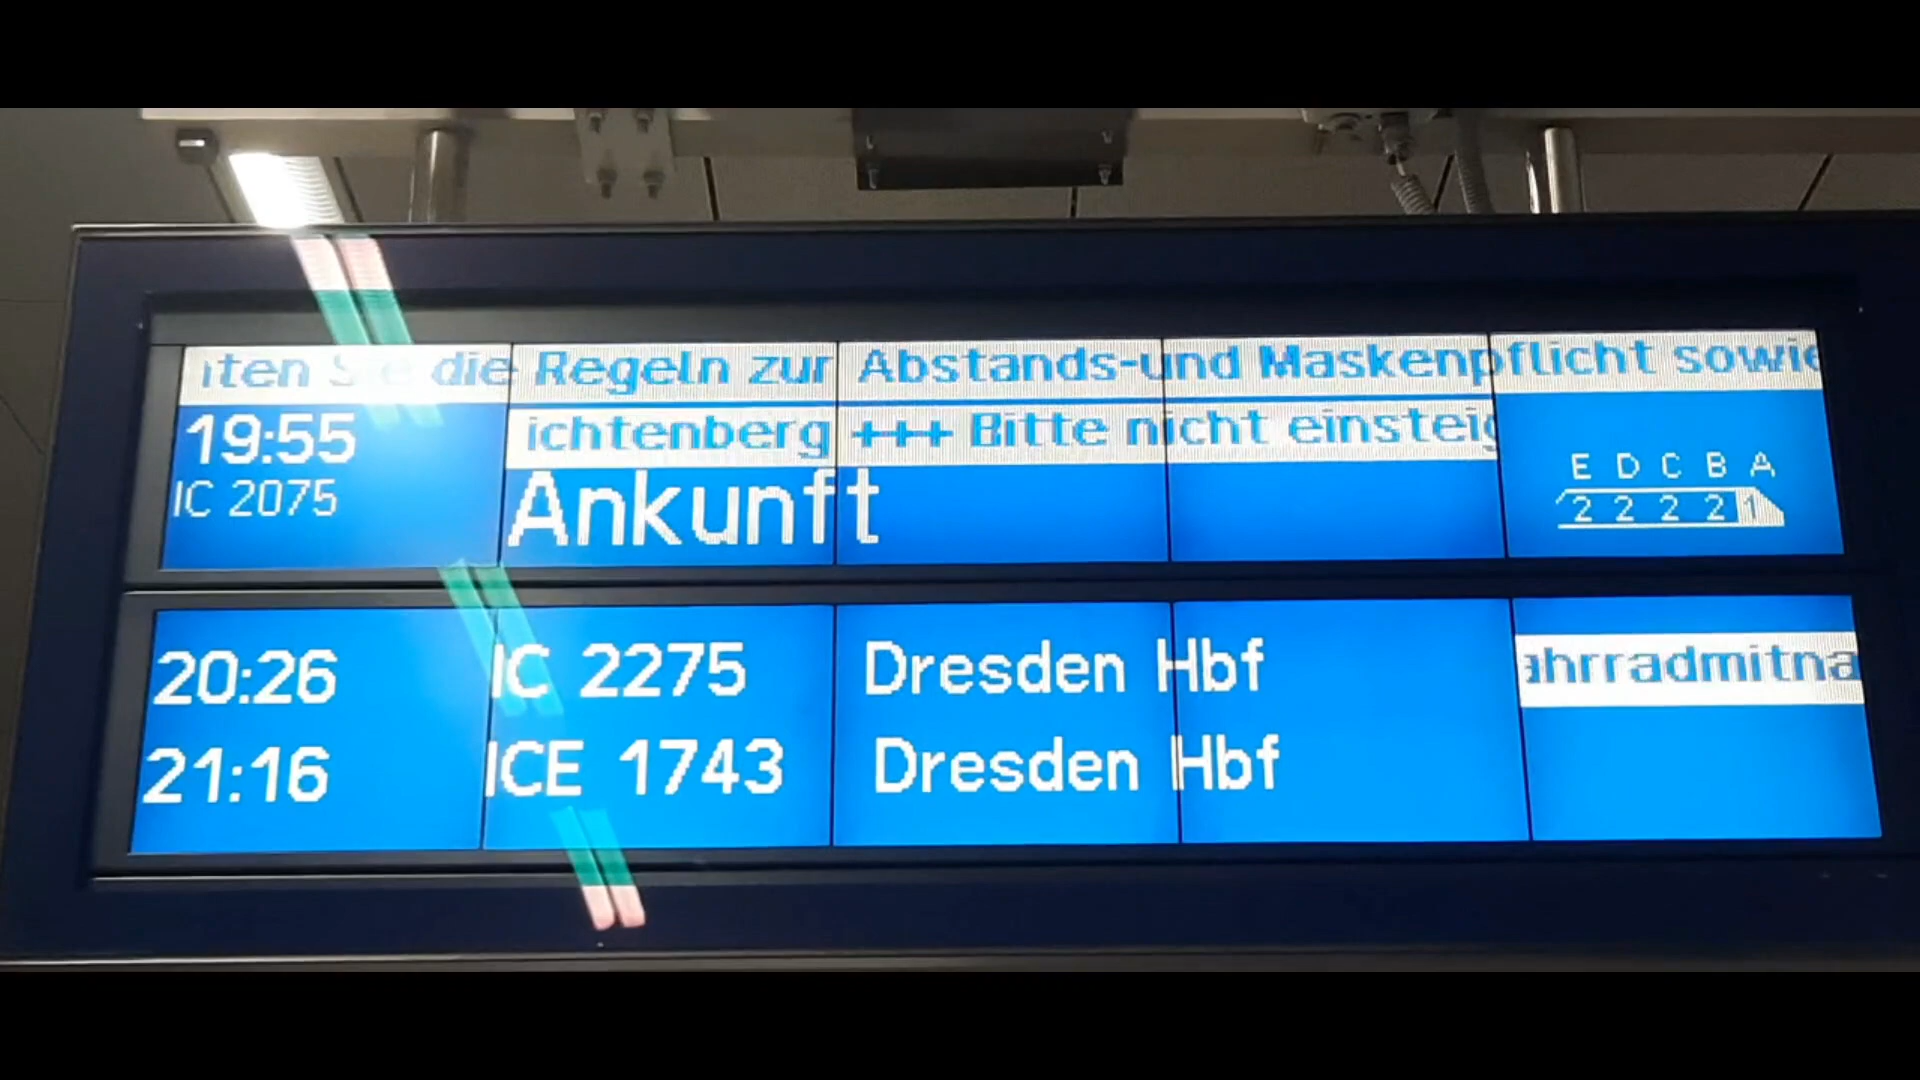 ıten Sie die Regeln zur Abstands-und Maskenpflicht sowie
19:55 ichtenberg +++ Bitte nicht einsteig
IC 2075 Ankunft
E D C B A
2 2 2 2 1
20:26 IC 2275 Dresden Hbf ahrradmitna
21:16 ICE 1743 Dresden Hbf